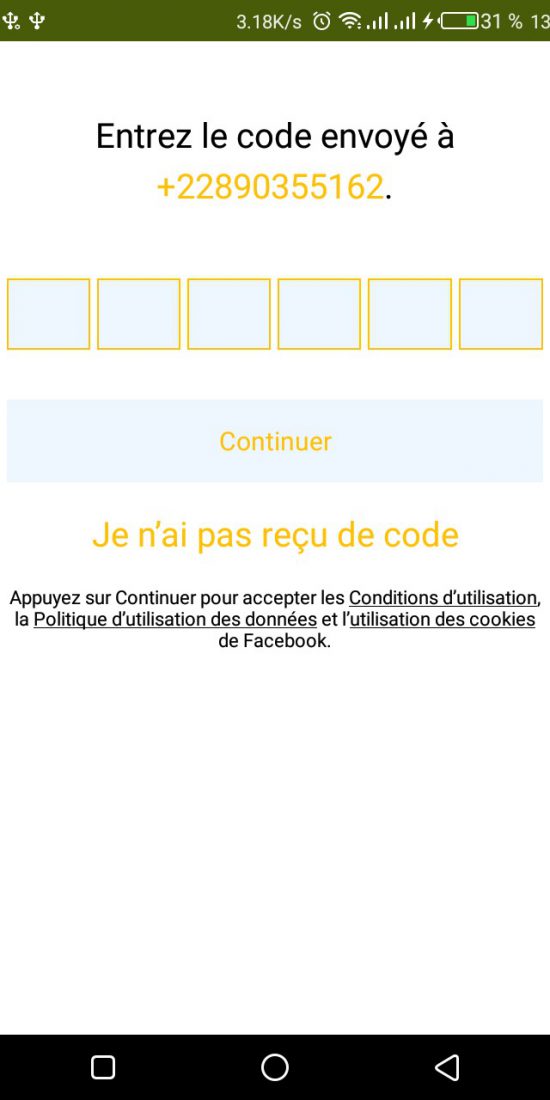 3.18K/s 31 % 13
Entrez le code envoyé à
+22890355162.
Continuer
Je n’ai pas reçu de code
Appuyez sur Continuer pour accepter les Conditions d’utilisation,
la Politique d’utilisation des données et l’utilisation des cookies
de Facebook.